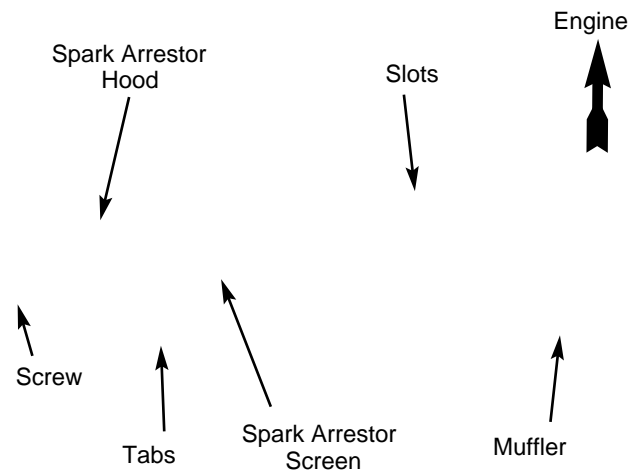 Engine
Spark Arrestor
Hood
Slots
Screw
Tabs
Spark Arrestor
Screen
Muffler